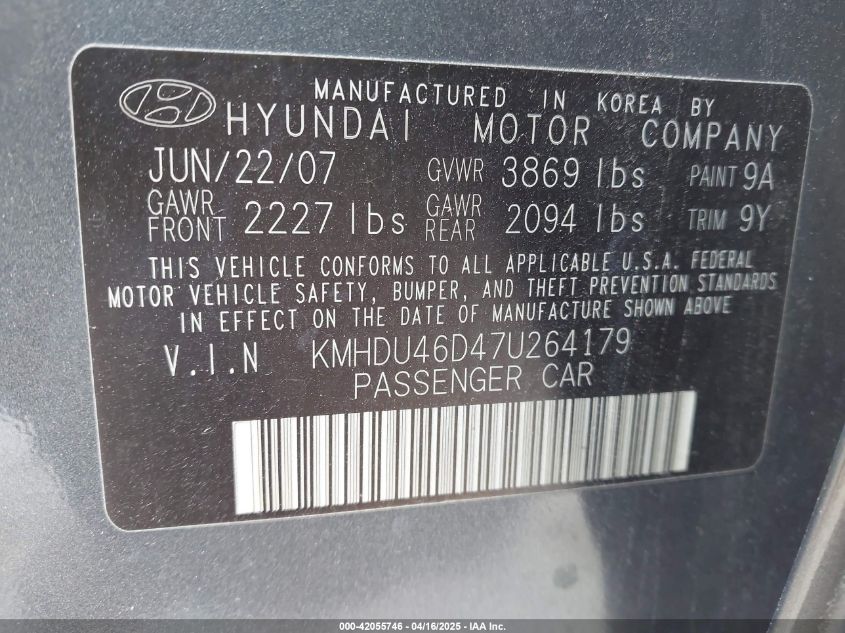 MANUFACTURED IN KOREA BY
HYUNDAI MOTOR COMPANY
JUN/22/07 GVWR 3869 lbs PAINT 9A
GAWR FRONT 2227 lbs GAWR REAR 2094 lbs TRIM 9Y
THIS VEHICLE CONFORMS TO ALL APPLICABLE U.S.A. FEDERAL
MOTOR VEHICLE SAFETY, BUMPER, AND THEFT PREVENTION STANDARDS
IN EFFECT ON THE DATE OF MANUFACTURE SHOWN ABOVE
V.I.N KMHDU46D47U264179
PASSENGER CAR
000-42055746 - 04/16/2025 - IAA Inc.